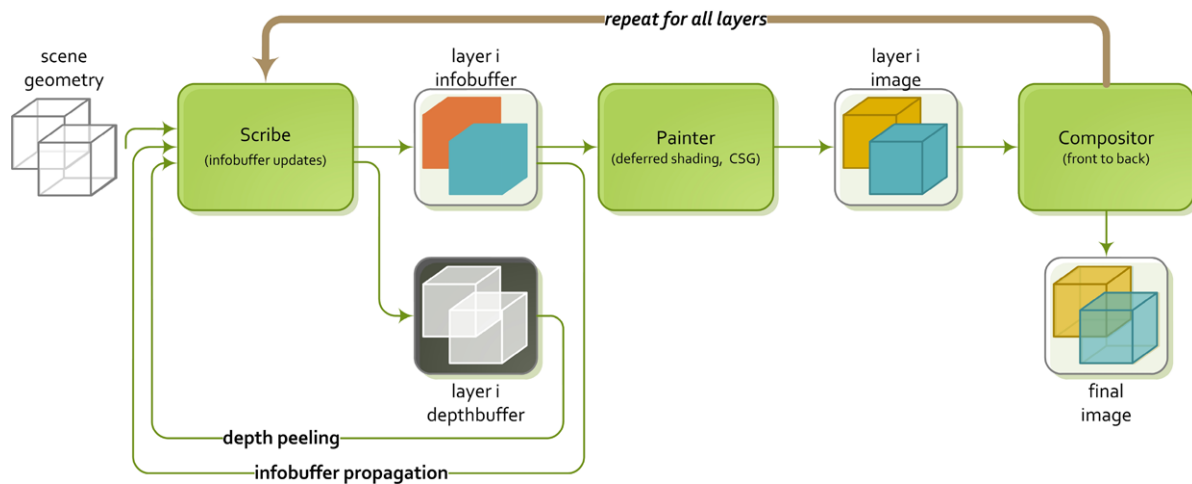 repeat for all layers
scene
geometry
layer i
infobuffer
layer i
image
Scribe
(infobuffer updates)
Painter
(deferred shading, CSG)
Compositor
(front to back)
layer i
depthbuffer
final
image
depth peeling
infobuffer propagation